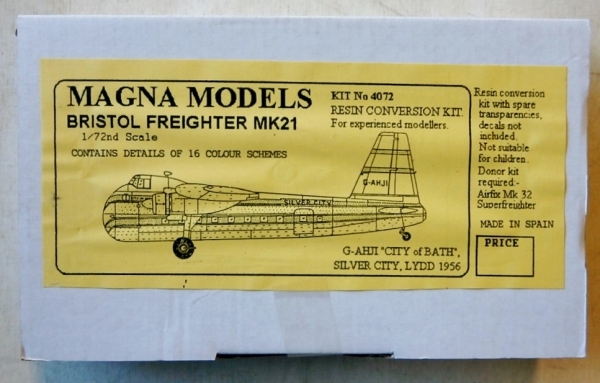 MAGNA MODELS
BRISTOL FREIGHTER MK21
1/72nd Scale
CONTAINS DETAILS OF 16 COLOUR SCHEMES
KIT No 4072
RESIN CONVERSION KIT.
For experienced modellers.
G-AHJI
SILVER CITY
G-AHJI "CITY of BATH",
SILVER CITY, LYDD 1956
Resin conversion
kit with spare
transparencies,
decals not
included.
Not suitable
for children.
Donor kit
required:-
Airfix Mk 32
Superfreighter
MADE IN SPAIN
PRICE